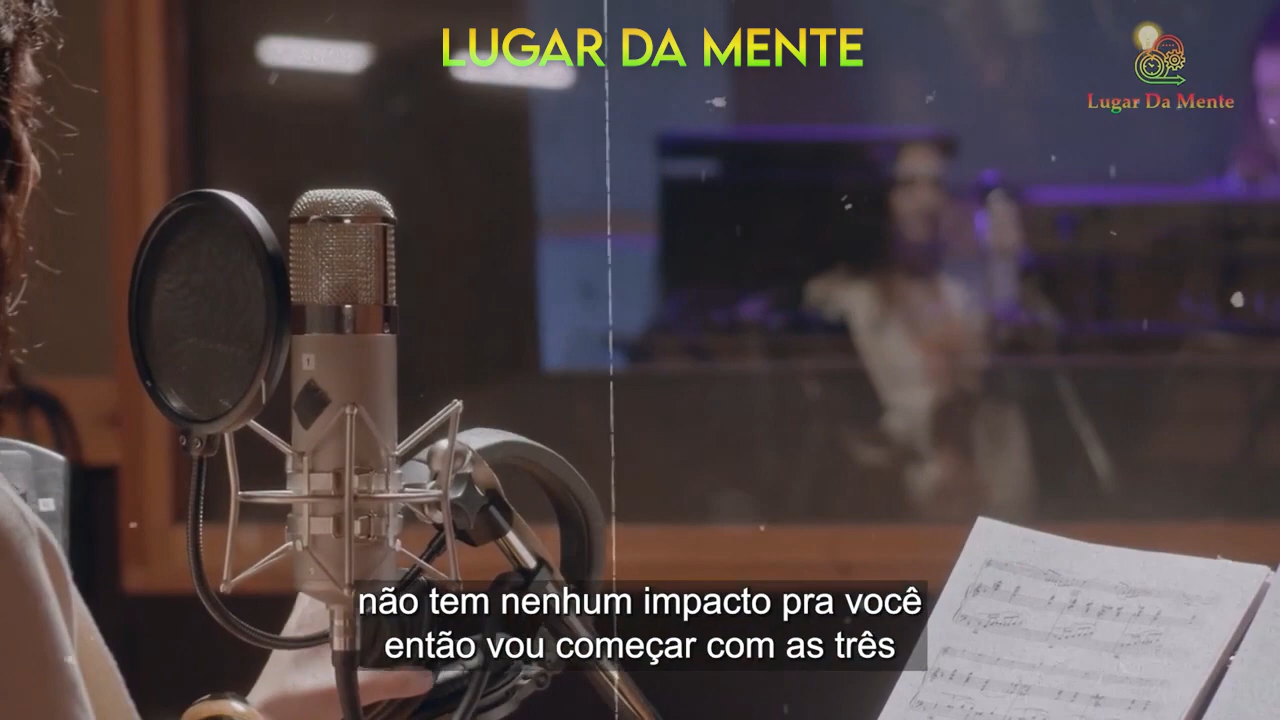 LUGAR DA MENTE
Lugar Da Mente
não tem nenhum impacto pra você
então vou começar com as três